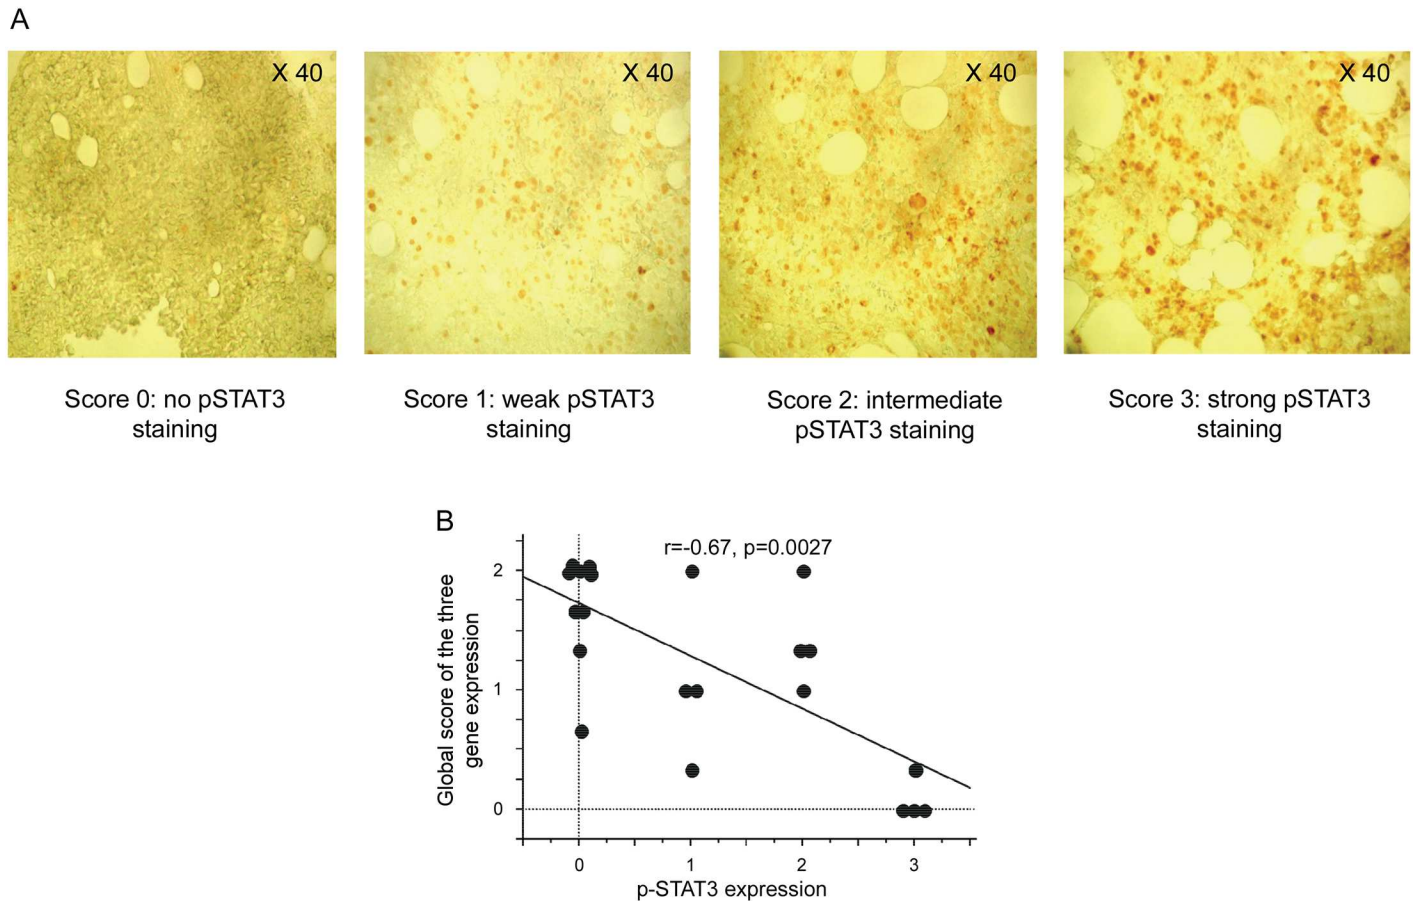 A
X 40
X 40
X 40
X 40
Score 0: no pSTAT3
staining
Score 1: weak pSTAT3
staining
Score 2: intermediate
pSTAT3 staining
Score 3: strong pSTAT3
staining
B
r=-0.67, p=0.0027
Global score of the three
gene expression
2
1
0
0
1
2
3
p-STAT3 expression